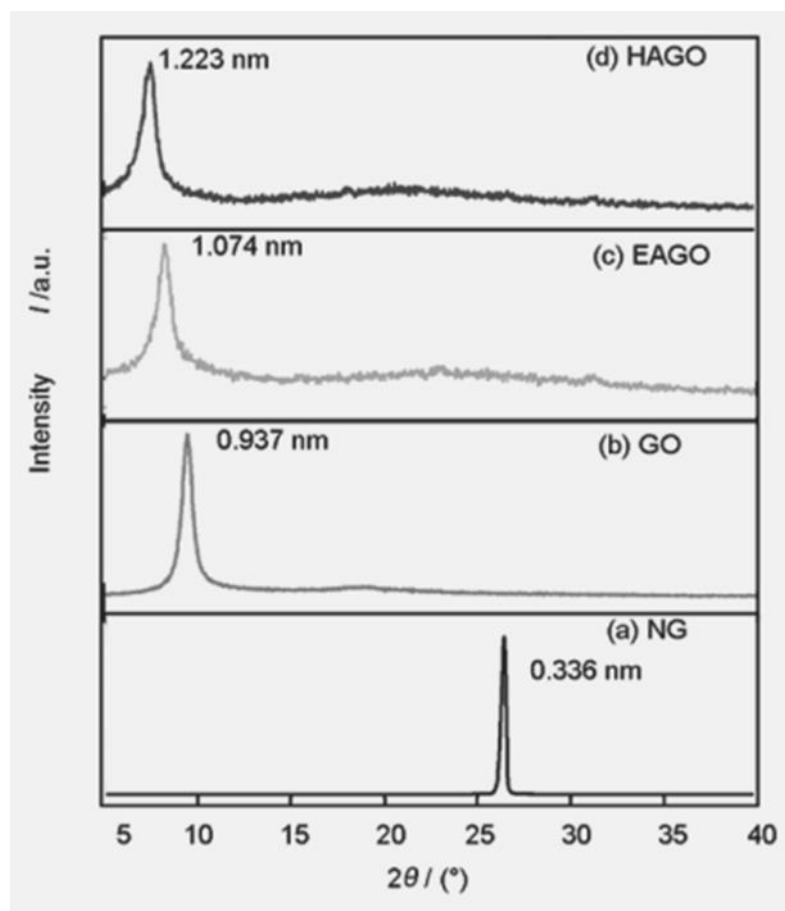 1.223 nm
(d) HAGO
1.074 nm
(c) EAGO
0.937 nm
(b) GO
(a) NG
0.336 nm
Intensity I /a.u.
5 10 15 20 25 30 35 40
2θ / (°)